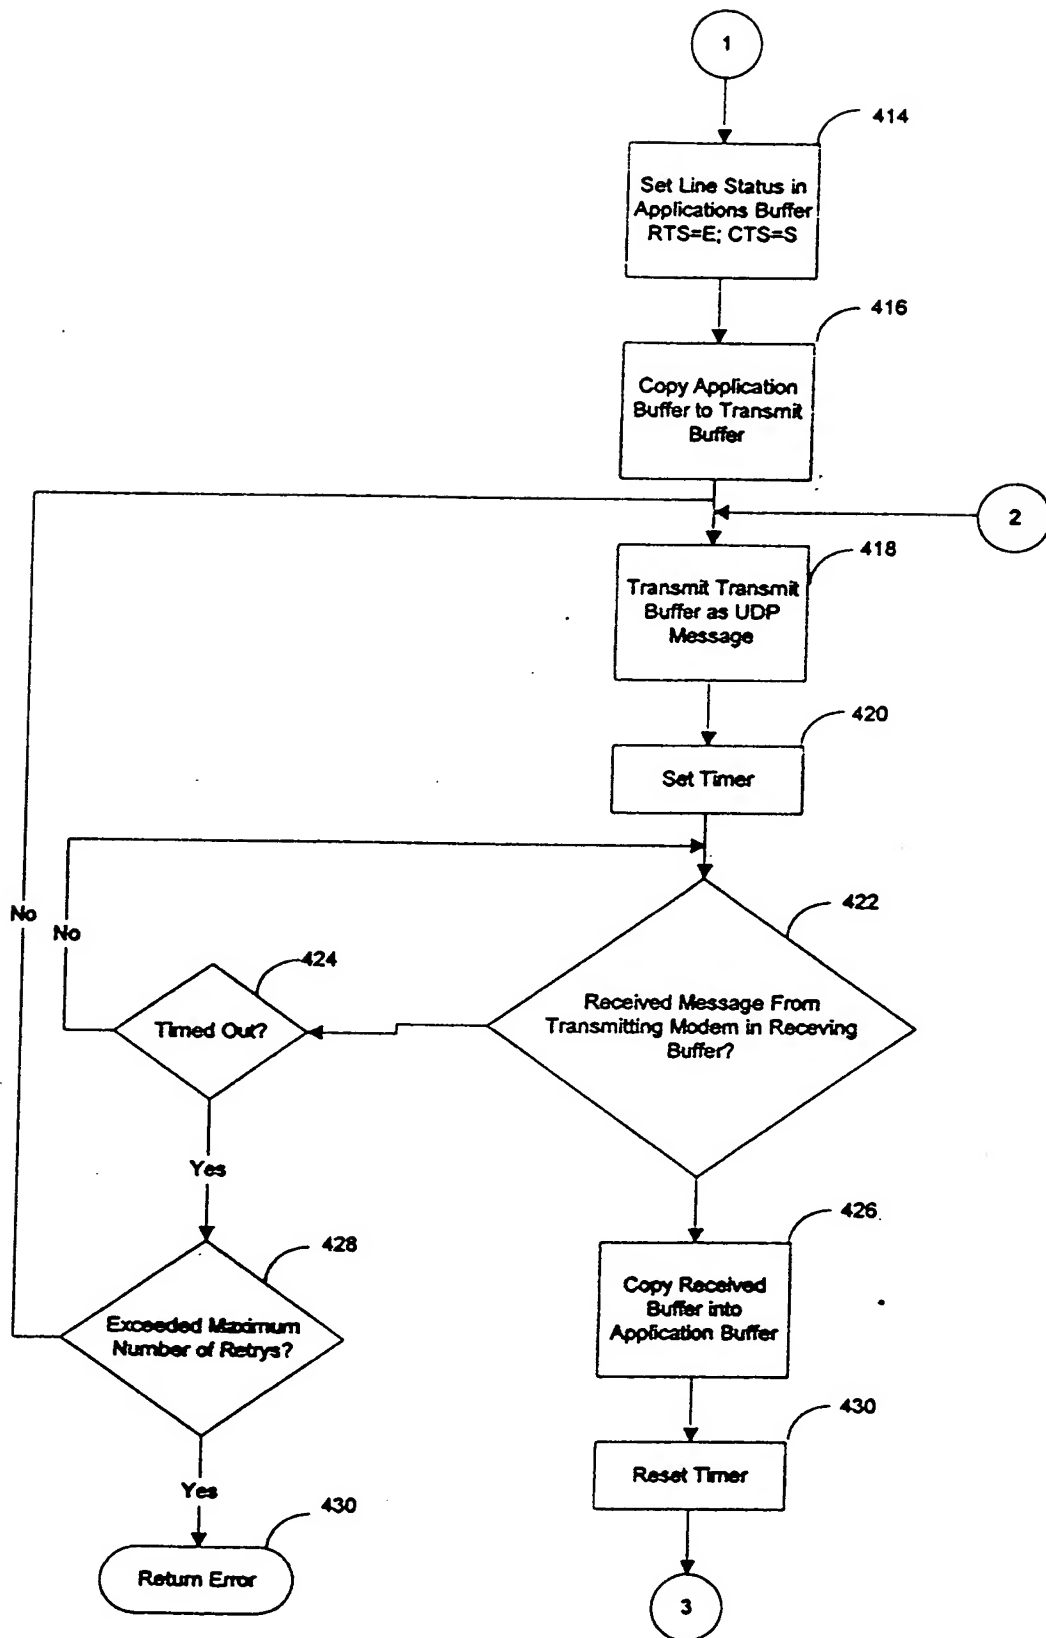 1
414
Set Line Status in
Applications Buffer
RTS=E; CTS=S
416
Copy Application
Buffer to Transmit
Buffer
2
418
Transmit Transmit
Buffer as UDP
Message
420
Set Timer
No
No
422
424
Received Message From
Transmitting Modem in Receving
Buffer?
Timed Out?
Yes
426
428
Copy Received
Buffer into
Application Buffer
Exceeded Maximum
Number of Retrys?
430
Reset Timer
Yes
430
Return Error
3